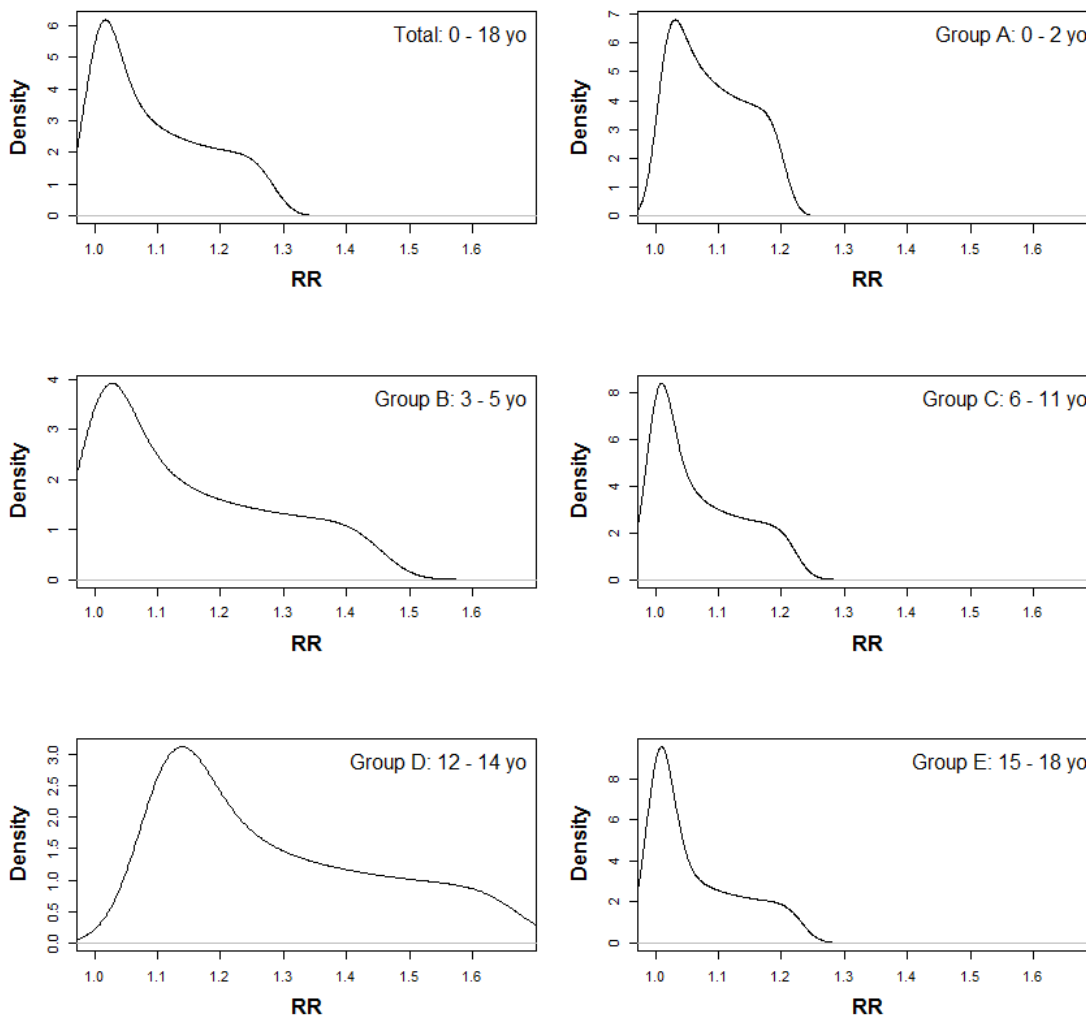 Total: 0 - 18 yo
Density
0 1 2 3 4 5 6
1.0 1.1 1.2 1.3 1.4 1.5 1.6
RR
Group A: 0 - 2 yo
Density
0 1 2 3 4 5 6 7
1.0 1.1 1.2 1.3 1.4 1.5 1.6
RR
Group B: 3 - 5 yo
Density
0 1 2 3 4
1.0 1.1 1.2 1.3 1.4 1.5 1.6
RR
Group C: 6 - 11 yo
Density
0 2 4 6 8
1.0 1.1 1.2 1.3 1.4 1.5 1.6
RR
Group D: 12 - 14 yo
Density
0.0 0.5 1.0 1.5 2.0 2.5 3.0
1.0 1.1 1.2 1.3 1.4 1.5 1.6
RR
Group E: 15 - 18 yo
Density
0 2 4 6 8
1.0 1.1 1.2 1.3 1.4 1.5 1.6
RR